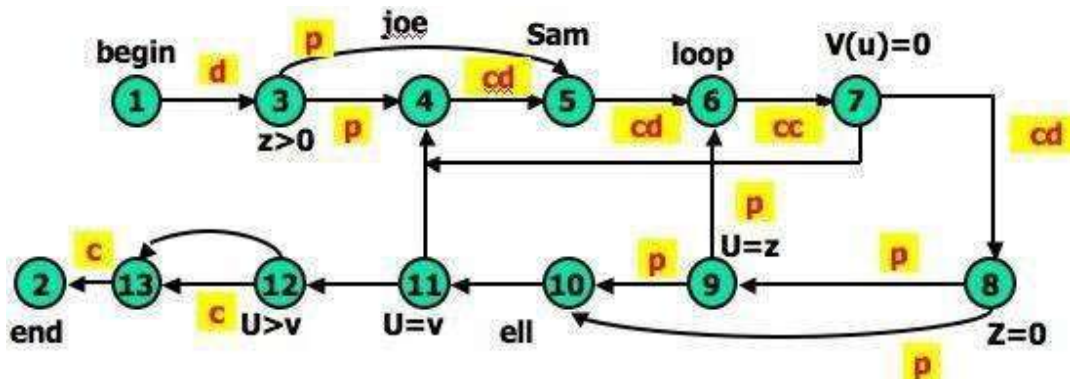 joe
p
Sam
begin
loop
V(u)=0
d
cd
1
3
4
5
6
7
z>0
p
cd
cc
cd
p
U=z
p
p
c
2
13
12
11
10
9
8
end
c
U>v
U=v
ell
Z=0
p